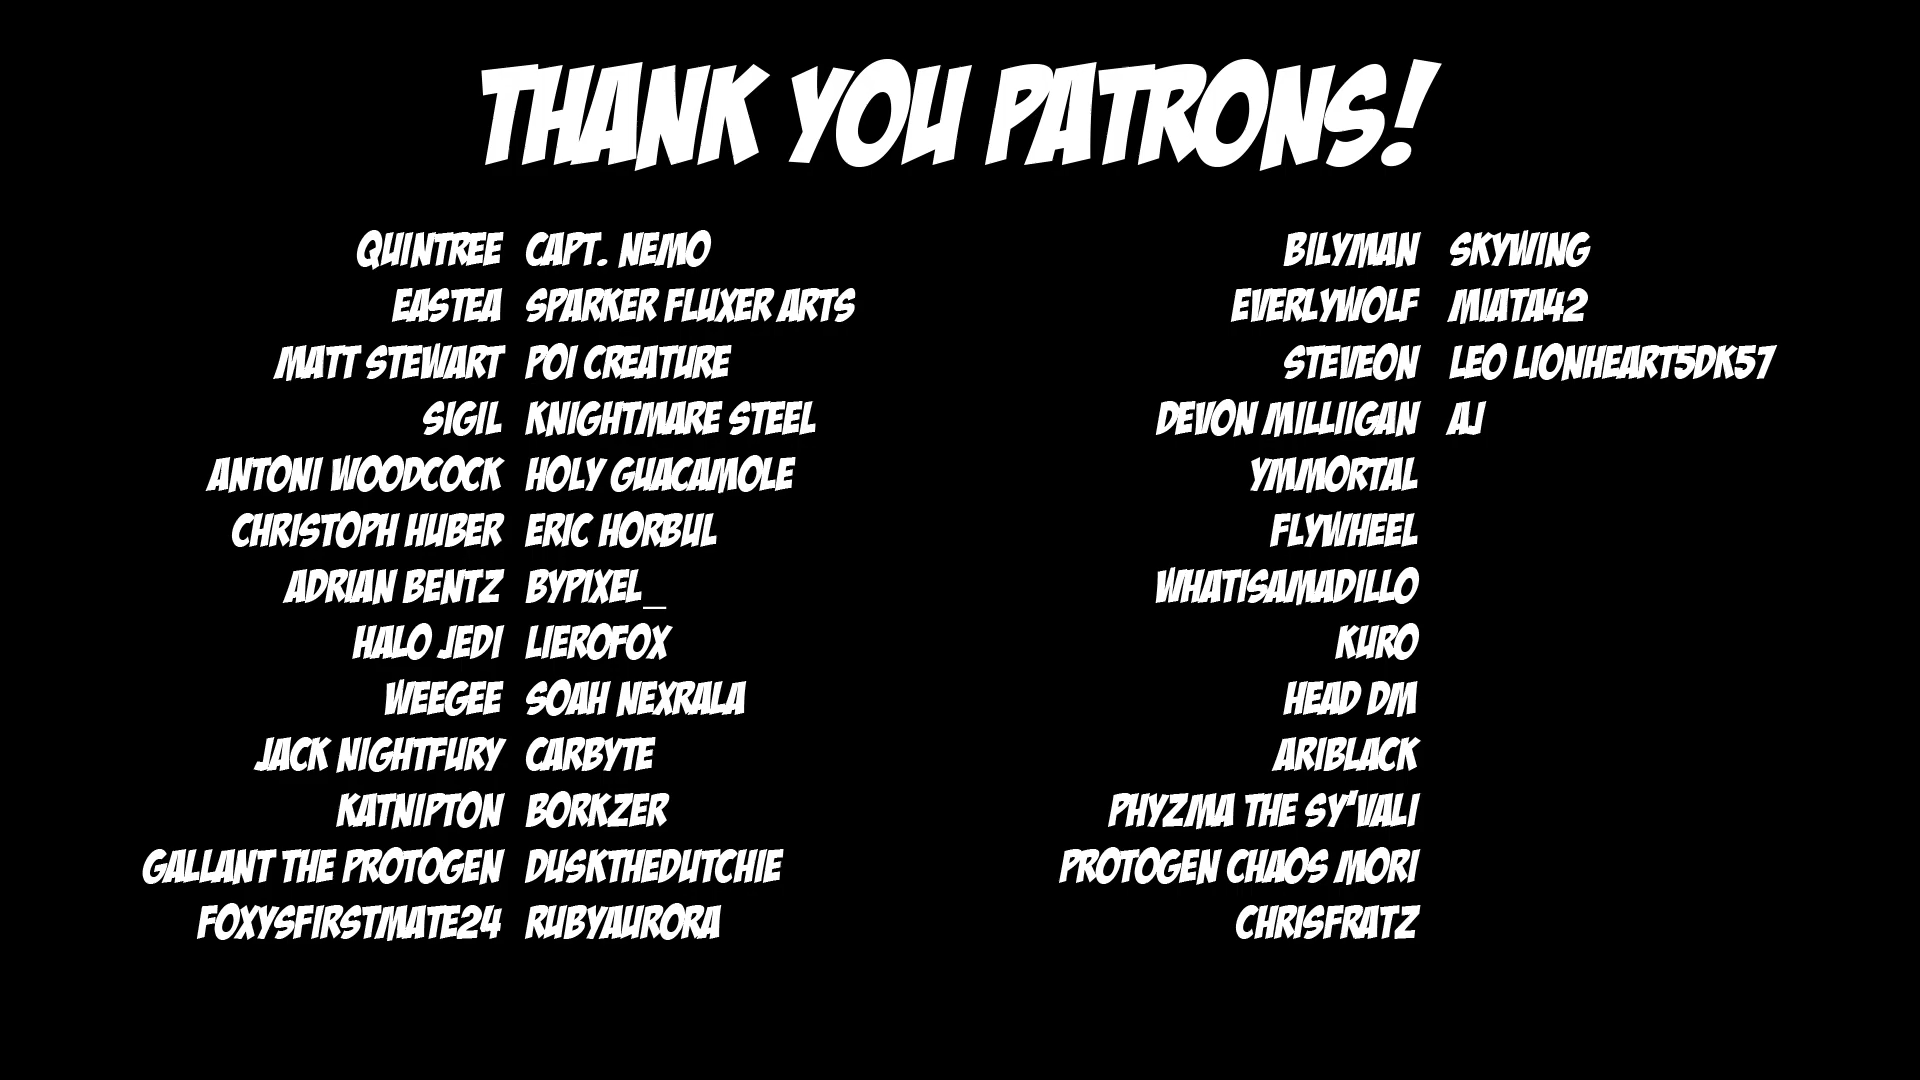 THANK YOU PATRONS!
QUINTREE CAPT. NEMO BILYMAN SKYWING
EASTEA SPARKER FLUXER ARTS EVERLYWOLF MIATA42
MATT STEWART POI CREATURE STEVEON LEO LIONHEART5DK57
SIGIL KNIGHTMARE STEEL DEVON MILLIIGAN AJ
ANTONI WOODCOCK HOLY GUACAMOLE YMMORTAL
CHRISTOPH HUBER ERIC HORBUL FLYWHEEL
ADRIAN BENTZ BYPIXEL_ WHATISAMADILLO
HALO JEDI LIEROFOX KURO
WEEGEE SOAH NEXRALA HEAD DM
JACK NIGHTFURY CARBYTE ARIBLACK
KATNIPTON BORKZER PHYZMA THE SY'VALI
GALLANT THE PROTOGEN DUSKTHEDUTCHIE PROTOGEN CHAOS MORI
FOXYSFIRSTMATE24 RUBYAURORA CHRISFRATZ